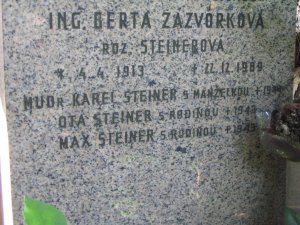 ING. GERTA ZAZVORKOVÁ
ROZ. STEINEROVÁ
* 4.4.1913 † 22.12.1989
MUDr KAREL STEINER S MANŽELKOU †
OTA STEINER S RODINOU †
MAX STEINER S RODINOU †